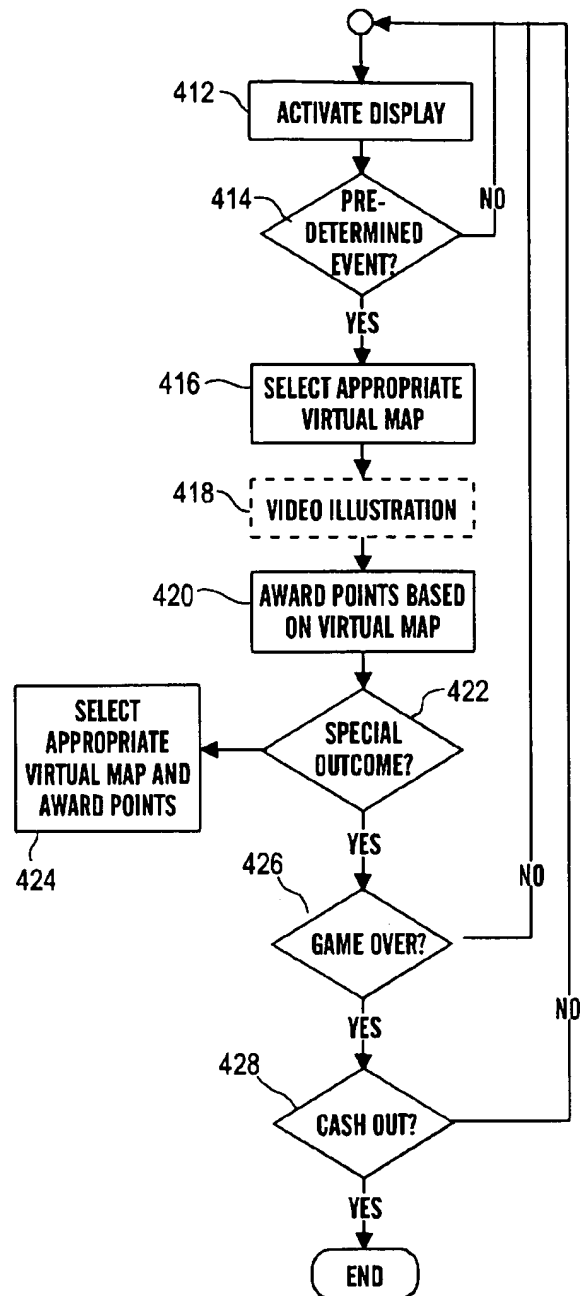 412
ACTIVATE DISPLAY
414
PRE-
DETERMINED
EVENT?
NO
YES
416
SELECT APPROPRIATE
VIRTUAL MAP
418
VIDEO ILLUSTRATION
420
AWARD POINTS BASED
ON VIRTUAL MAP
422
SPECIAL
OUTCOME?
SELECT
APPROPRIATE
VIRTUAL MAP AND
AWARD POINTS
424
YES
426
GAME OVER?
NO
YES
428
CASH OUT?
NO
YES
END